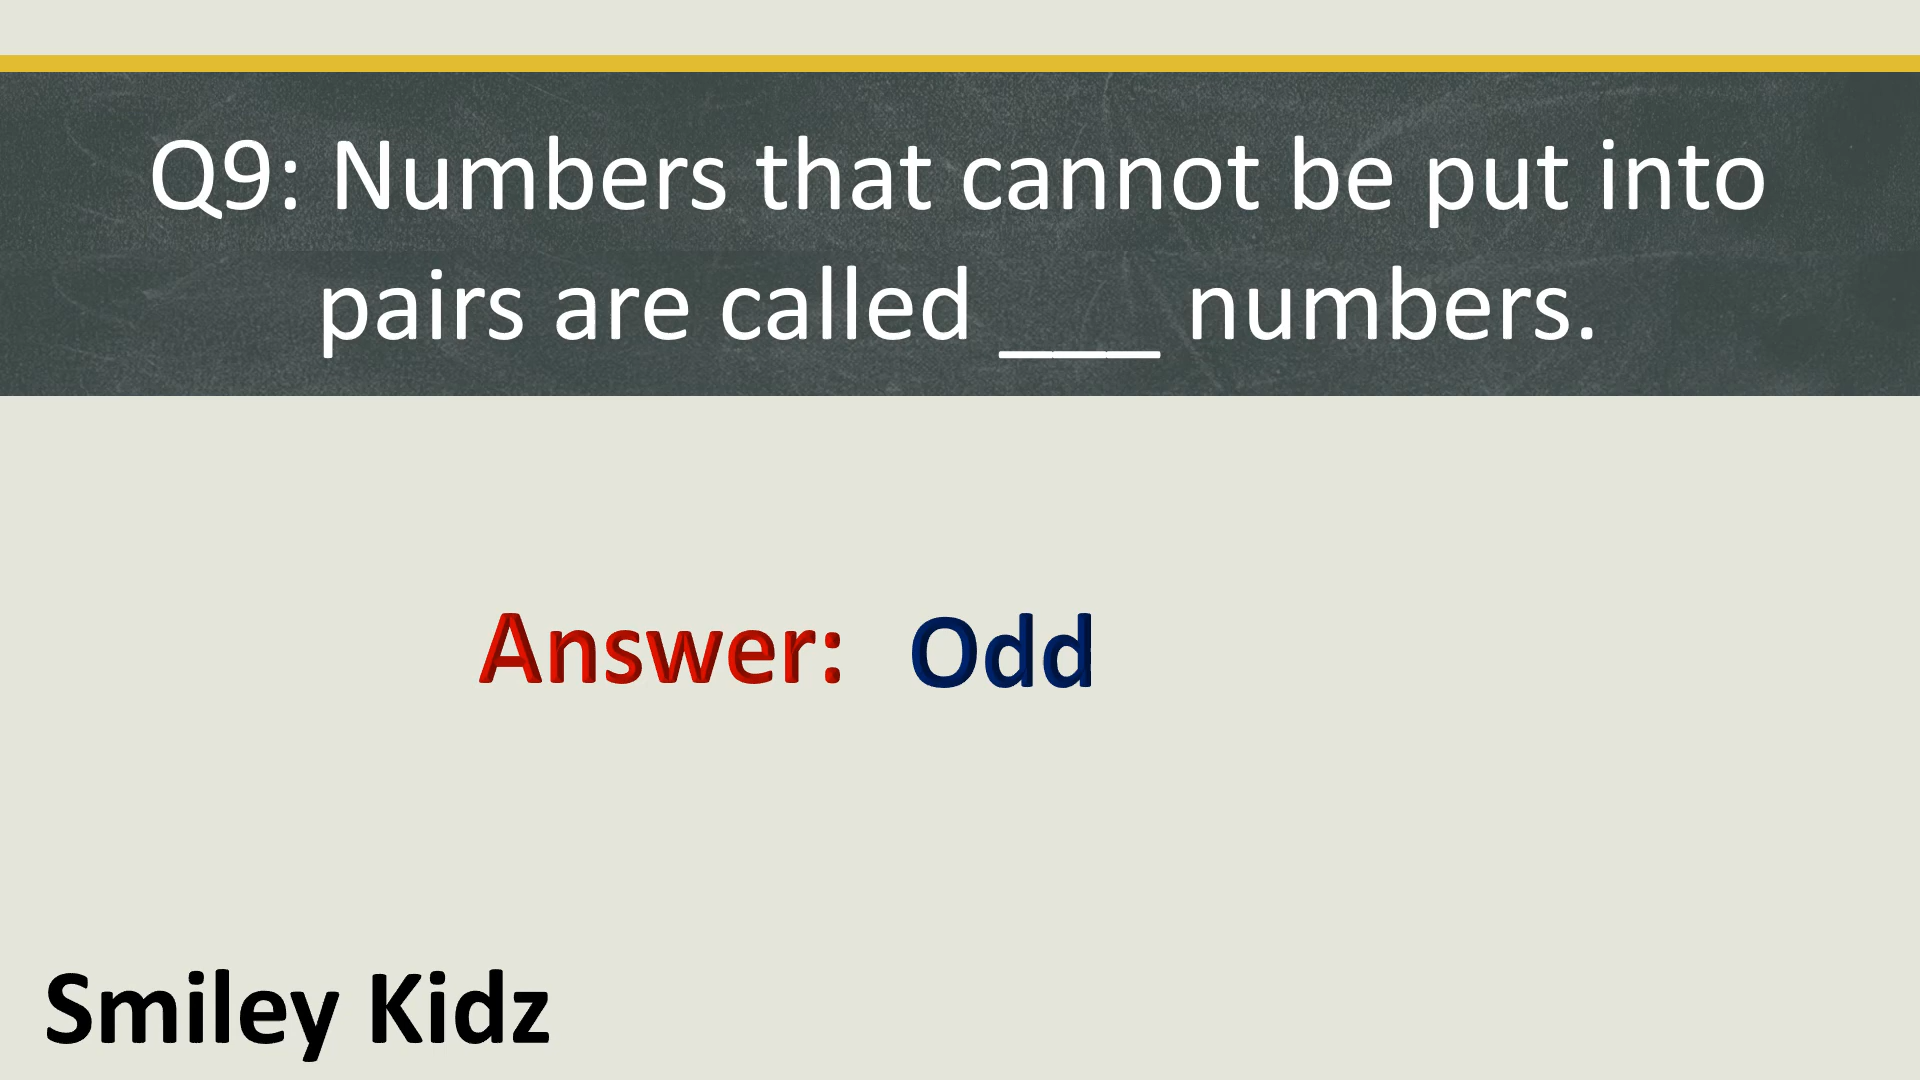 Q9: Numbers that cannot be put into
pairs are called ___ numbers.
Answer: Odd
Smiley Kidz